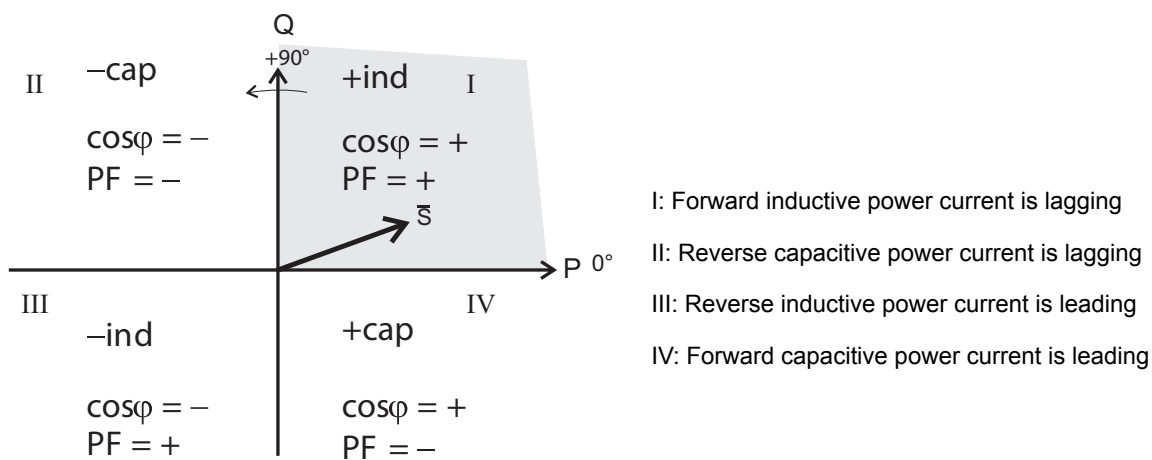 Q
+90°
II
–cap
+ind
I
cosφ = –
PF = –
cosφ = +
PF = +
S̅
P 0°
III
–ind
+cap
IV
cosφ = –
PF = +
cosφ = +
PF = –
I: Forward inductive power current is lagging
II: Reverse capacitive power current is lagging
III: Reverse inductive power current is leading
IV: Forward capacitive power current is leading